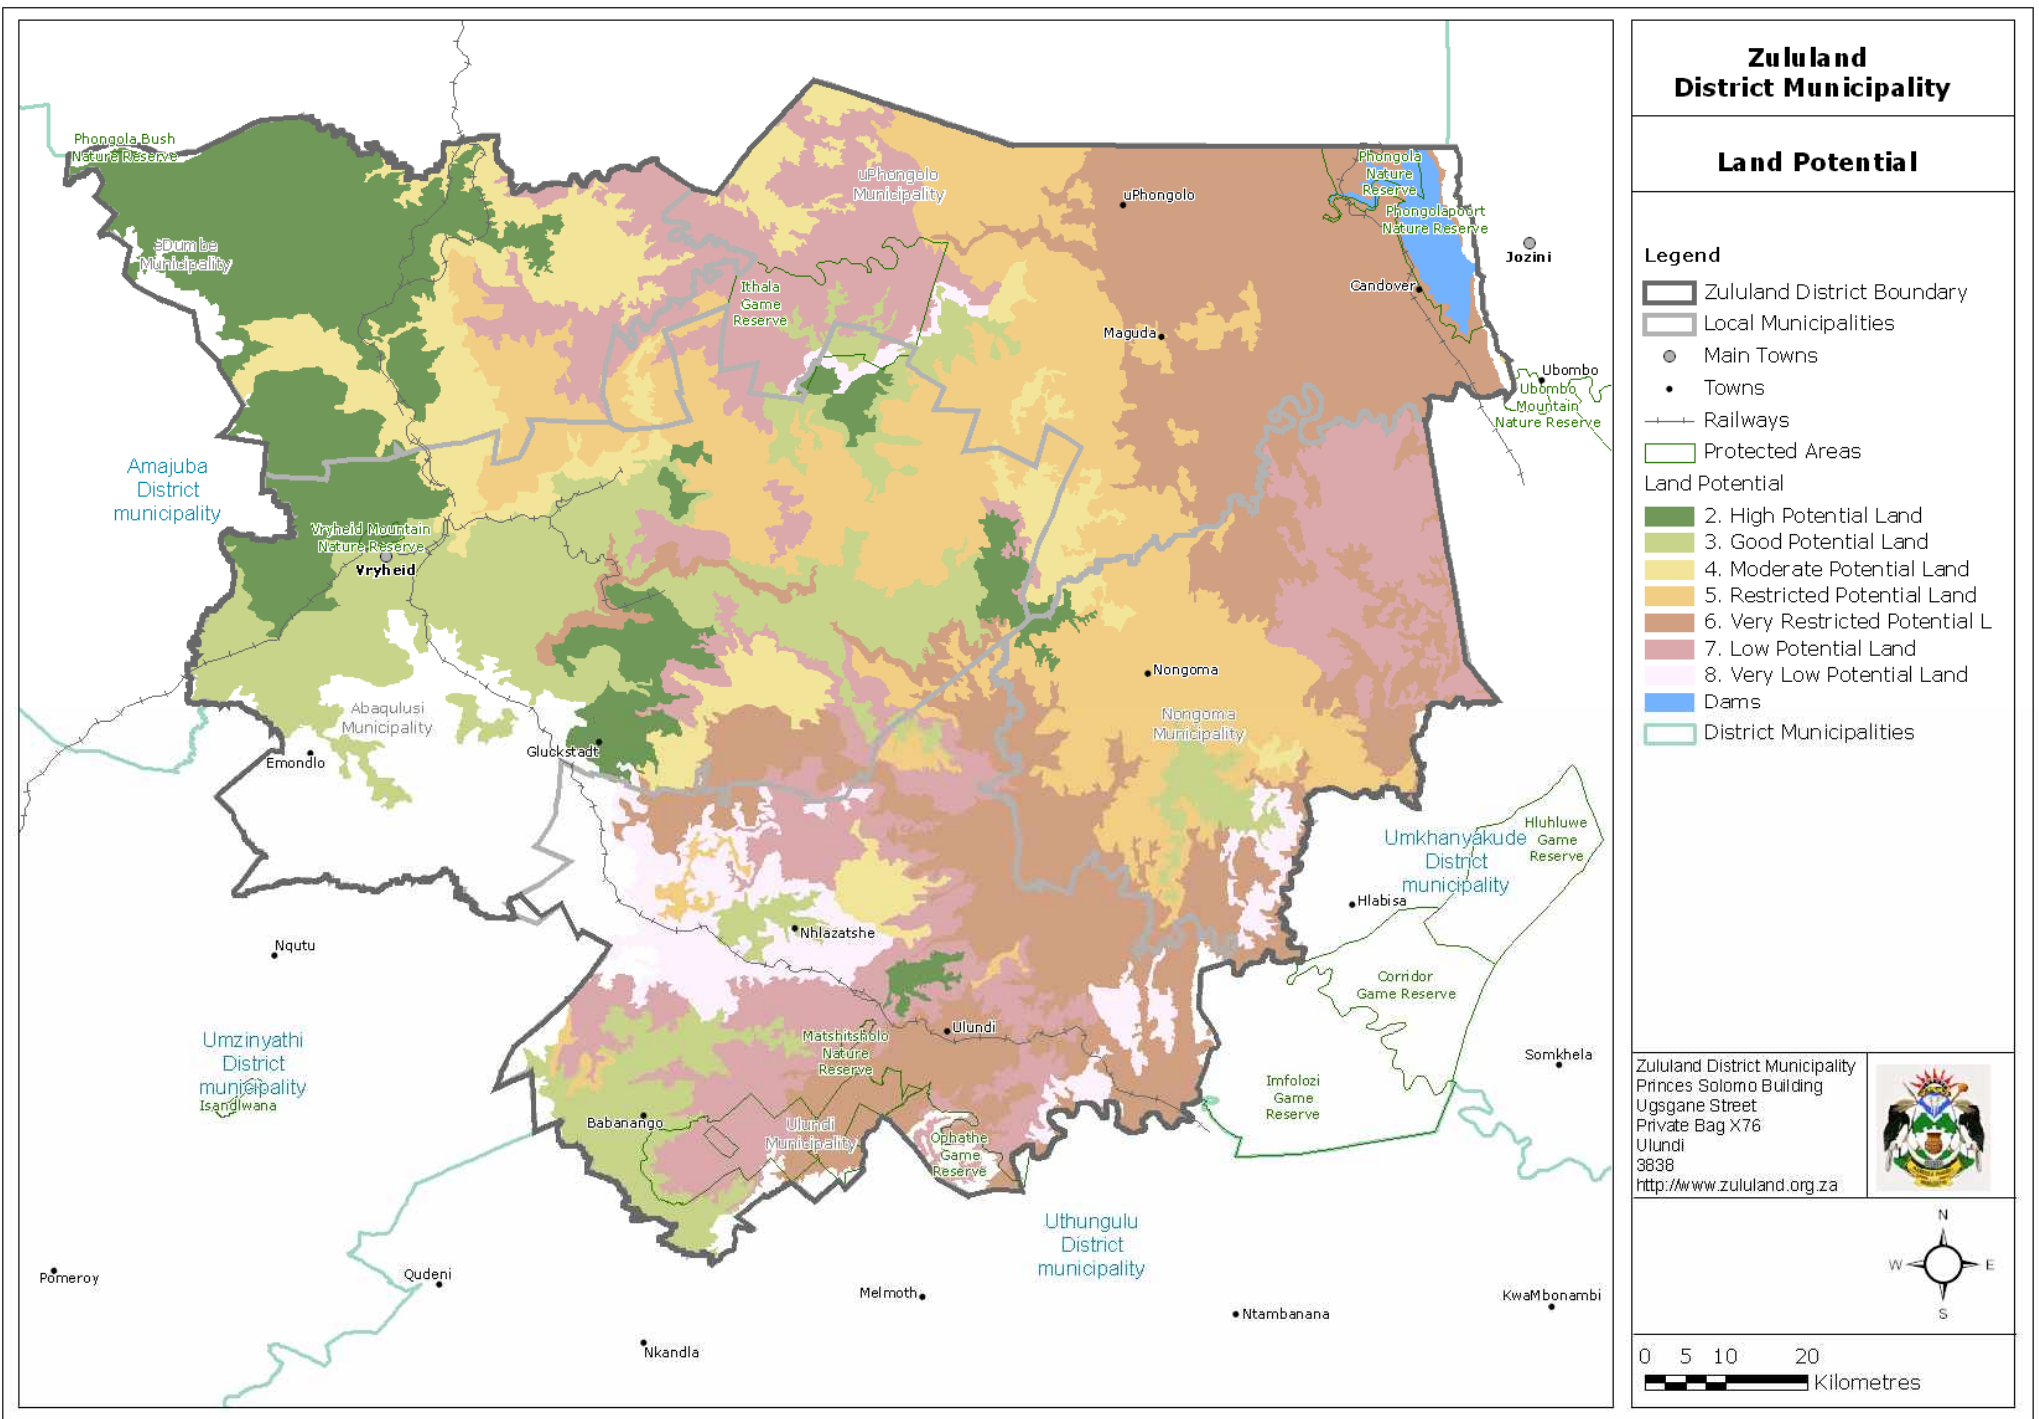 Zululand
District Municipality
Land Potential
Legend
Zululand District Boundary
Local Municipalities
Main Towns
Towns
Railways
Protected Areas
Land Potential
2. High Potential Land
3. Good Potential Land
4. Moderate Potential Land
5. Restricted Potential Land
6. Very Restricted Potential L
7. Low Potential Land
8. Very Low Potential Land
Dams
District Municipalities
Zululand District Municipality
Princes Solomo Building
Ugsgane Street
Private Bag X76
Ulundi
3838
http://www.zululand.org.za
N
W
E
S
0 5 10 20
Kilometres
Phongola Bush
Nature Reserve
eDumbe
Municipality
uPhongolo
Municipality
uPhongolo
Phongola
Nature
Reserve
Phongolapoort
Nature Reserve
Jozini
Candover
Ithala
Game
Reserve
Maguda
Ubombo
Ubombo
Mountain
Nature Reserve
Amajuba
District
municipality
Vryheid Mountain
Nature Reserve
Vryheid
Nongoma
Nongoma
Municipality
Abaqulusi
Municipality
Emondlo
Gluckstadt
Hluhluwe
Game
Reserve
Umkhanyakude
District
municipality
Hlabisa
Nhlazatshe
Nqutu
Corridor
Game Reserve
Ulundi
Matshitsholo
Nature
Reserve
Umzinyathi
District
municipality
Isandlwana
Somkhela
Imfolozi
Game
Reserve
Babanango
Ulundi
Municipality
Ophathe
Game
Reserve
Uthungulu
District
municipality
Pomeroy
Qudeni
Melmoth
Ntambanana
KwaMbonambi
Nkandla